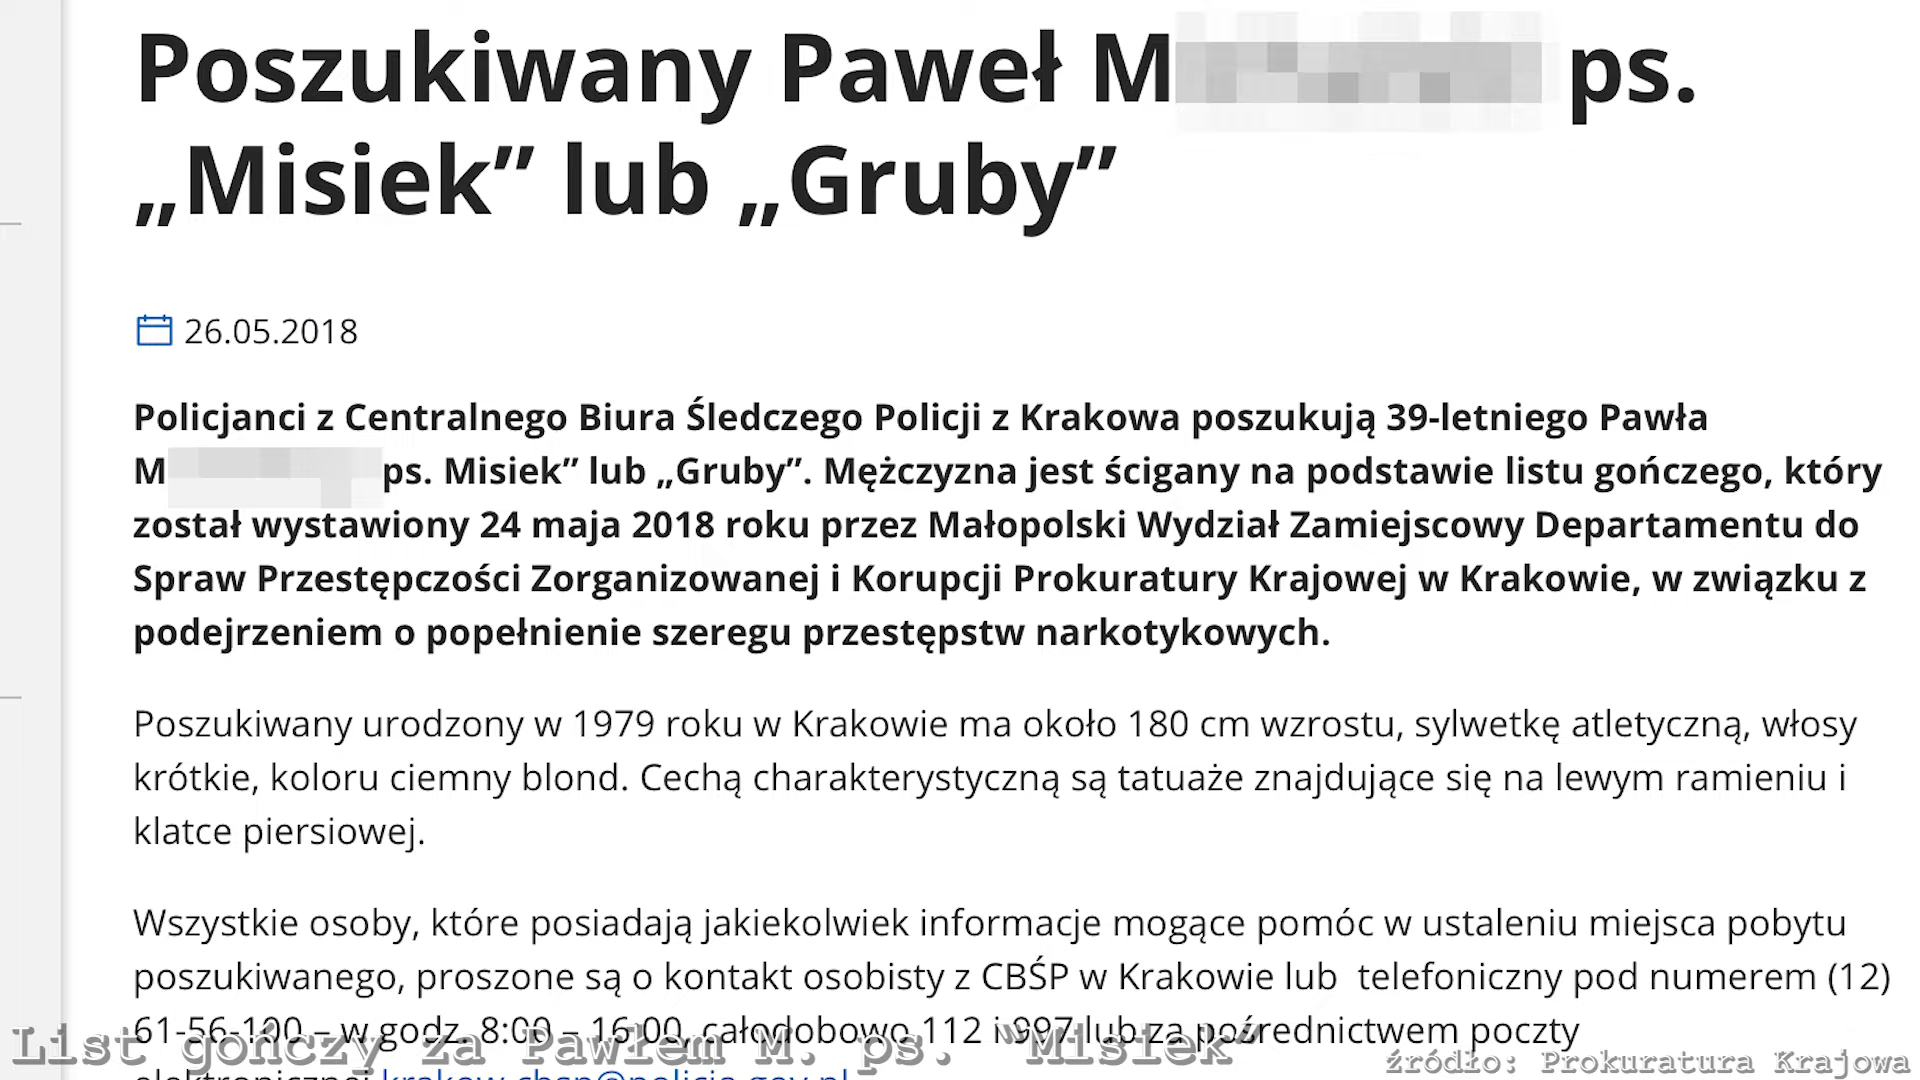 Poszukiwany Paweł M ps.
„Misiek” lub „Gruby”
26.05.2018
Policjanci z Centralnego Biura Śledczego Policji z Krakowa poszukują 39-letniego Pawła
M ps. Misiek” lub „Gruby”. Mężczyzna jest ścigany na podstawie listu gończego, który
został wystawiony 24 maja 2018 roku przez Małopolski Wydział Zamiejscowy Departamentu do
Spraw Przestępczości Zorganizowanej i Korupcji Prokuratury Krajowej w Krakowie, w związku z
podejrzeniem o popełnienie szeregu przestępstw narkotykowych.
Poszukiwany urodzony w 1979 roku w Krakowie ma około 180 cm wzrostu, sylwetkę atletyczną, włosy
krótkie, koloru ciemny blond. Cechą charakterystyczną są tatuaże znajdujące się na lewym ramieniu i
klatce piersiowej.
Wszystkie osoby, które posiadają jakiekolwiek informacje mogące pomóc w ustaleniu miejsca pobytu
poszukiwanego, proszone są o kontakt osobisty z CBŚP w Krakowie lub telefoniczny pod numerem (12)
61-56-100 – w godz. 8:00 – 16:00, całodobowo 112 i 997 lub za pośrednictwem poczty
elektronicznej krakow.cbsp@policja.gov.pl
List gończy za Pawłem M. ps. “Misiek”
źródło: Prokuratura Krajowa